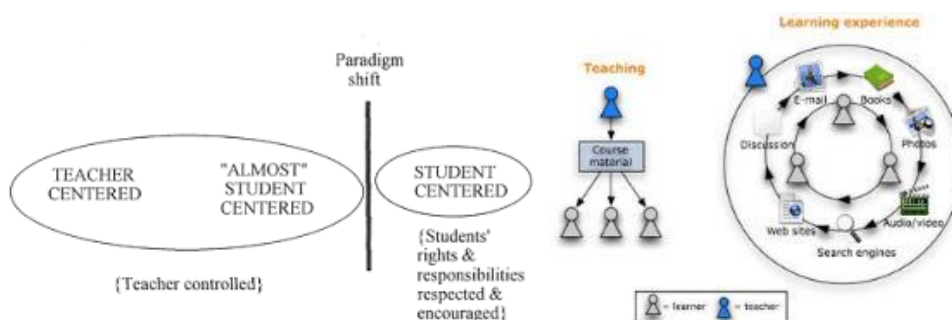 Paradigm
shift
TEACHER
CENTERED
"ALMOST"
STUDENT
CENTERED
STUDENT
CENTERED
{Teacher controlled}
{Students'
rights &
responsibilities
respected &
encouraged}
Teaching
Course
material
Learning experience
E-mail
Books
Photos
Audio/video
Search engines
Web sites
Discussion
= learner
= teacher